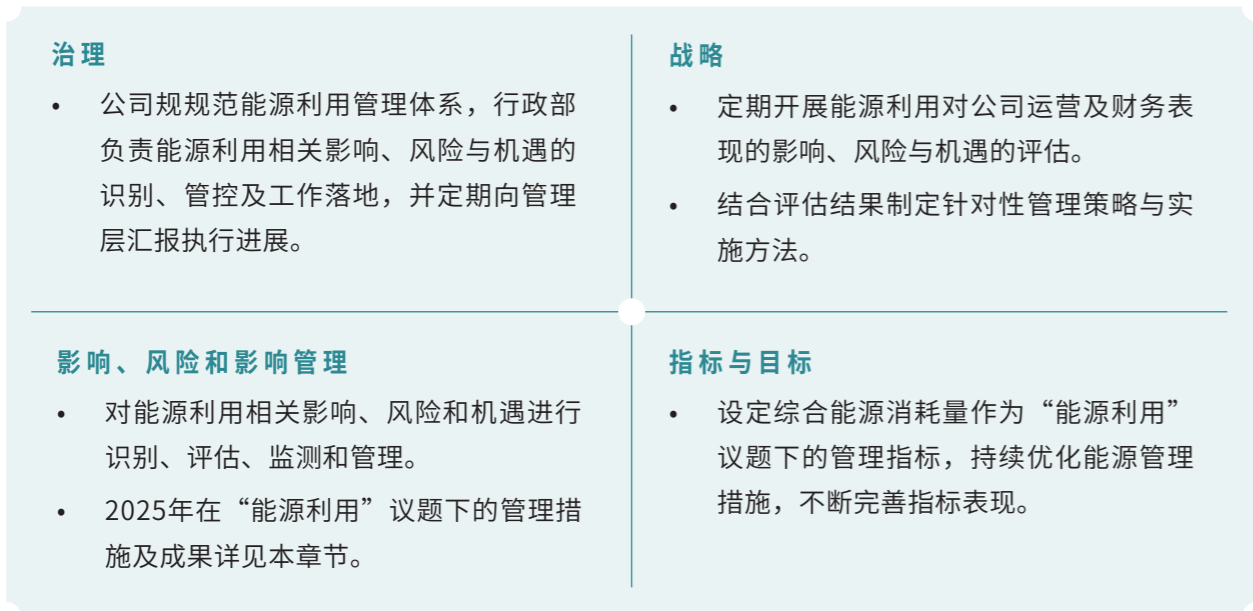 治理
• 公司规规范能源利用管理体系，行政部
负责能源利用相关影响、风险与机遇的
识别、管控及工作落地，并定期向管理
层汇报执行进展。
战略
• 定期开展能源利用对公司运营及财务表
现的影响、风险与机遇的评估。
• 结合评估结果制定针对性管理策略与实
施方法。
影响、风险和影响管理
• 对能源利用相关影响、风险和机遇进行
识别、评估、监测和管理。
• 2025年在“能源利用”议题下的管理措
施及成果详见本章节。
指标与目标
• 设定综合能源消耗量作为“能源利用”
议题下的管理指标，持续优化能源管理
措施，不断完善指标表现。